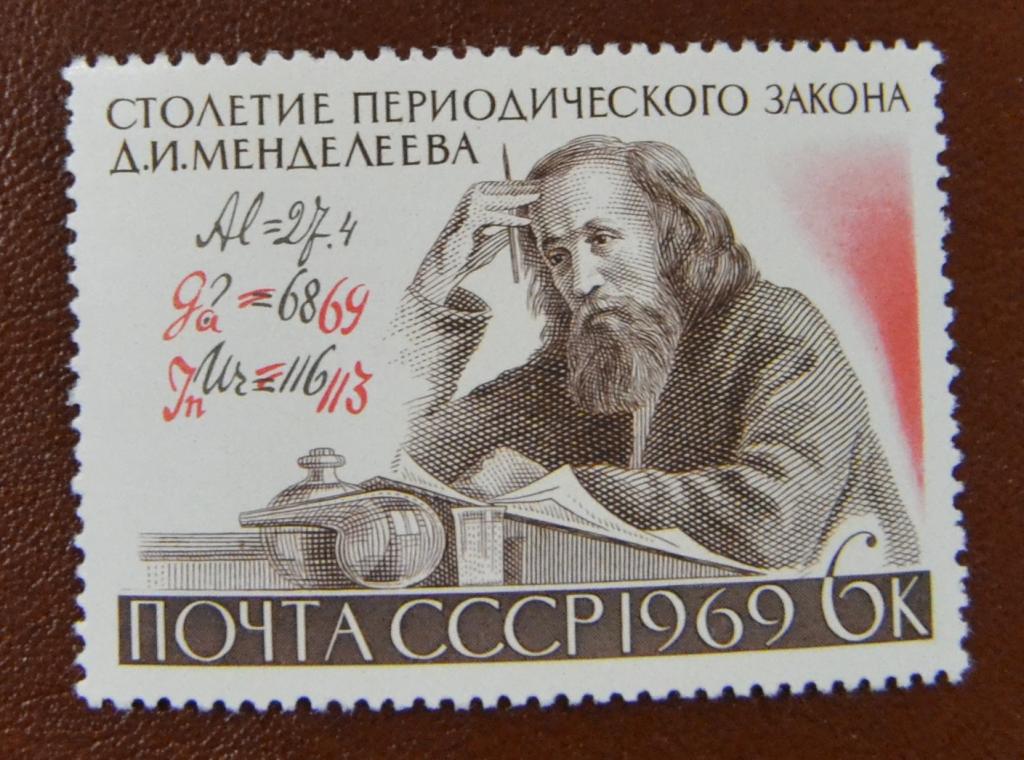 СТОЛЕТИЕ ПЕРИОДИЧЕСКОГО ЗАКОНА
Д.И.МЕНДЕЛЕЕВА
Al=27.4
Ga ?=68 69
In Ur=116 113
ПОЧТА СССР 1969 6К